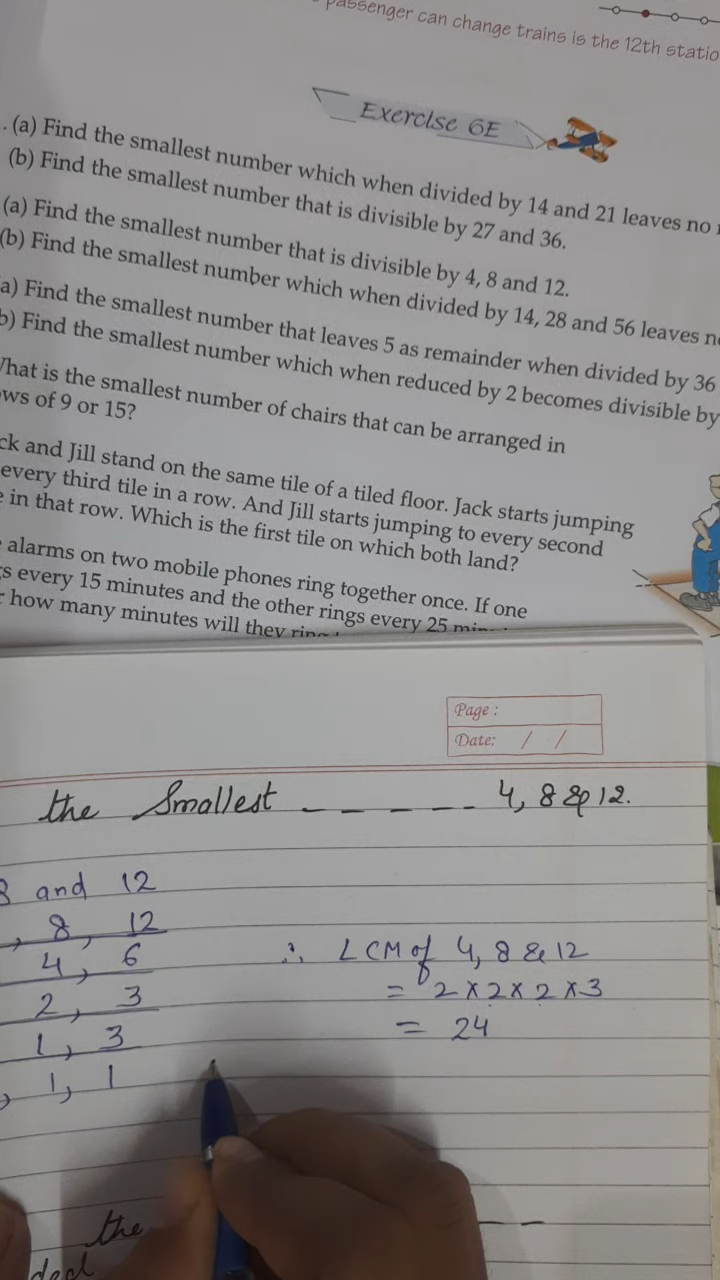 passenger can change trains is the 12th statio
Exercise 6E
. (a) Find the smallest number which when divided by 14 and 21 leaves no
(b) Find the smallest number that is divisible by 27 and 36.
(a) Find the smallest number that is divisible by 4, 8 and 12.
(b) Find the smallest number which when divided by 14, 28 and 56 leaves n
a) Find the smallest number that leaves 5 as remainder when divided by 36
b) Find the smallest number which when reduced by 2 becomes divisible by
What is the smallest number of chairs that can be arranged in
ws of 9 or 15?
ck and Jill stand on the same tile of a tiled floor. Jack starts jumping
every third tile in a row. And Jill starts jumping to every second
e in that row. Which is the first tile on which both land?
alarms on two mobile phones ring together once. If one
s every 15 minutes and the other rings every 25 min
how many minutes will they ring
Page :
Date: / /
the Smallest _ _ _ _ _ 4, 8 & 12.
8 and 12
, 8, 12
4, 6
2, 3
1, 3
, 1, 1
∴ LCM of 4, 8 & 12
= 2 x 2 x 2 x 3
= 24
the _ _
ded